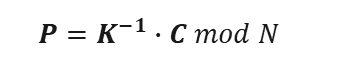 P = K⁻¹ · C mod N